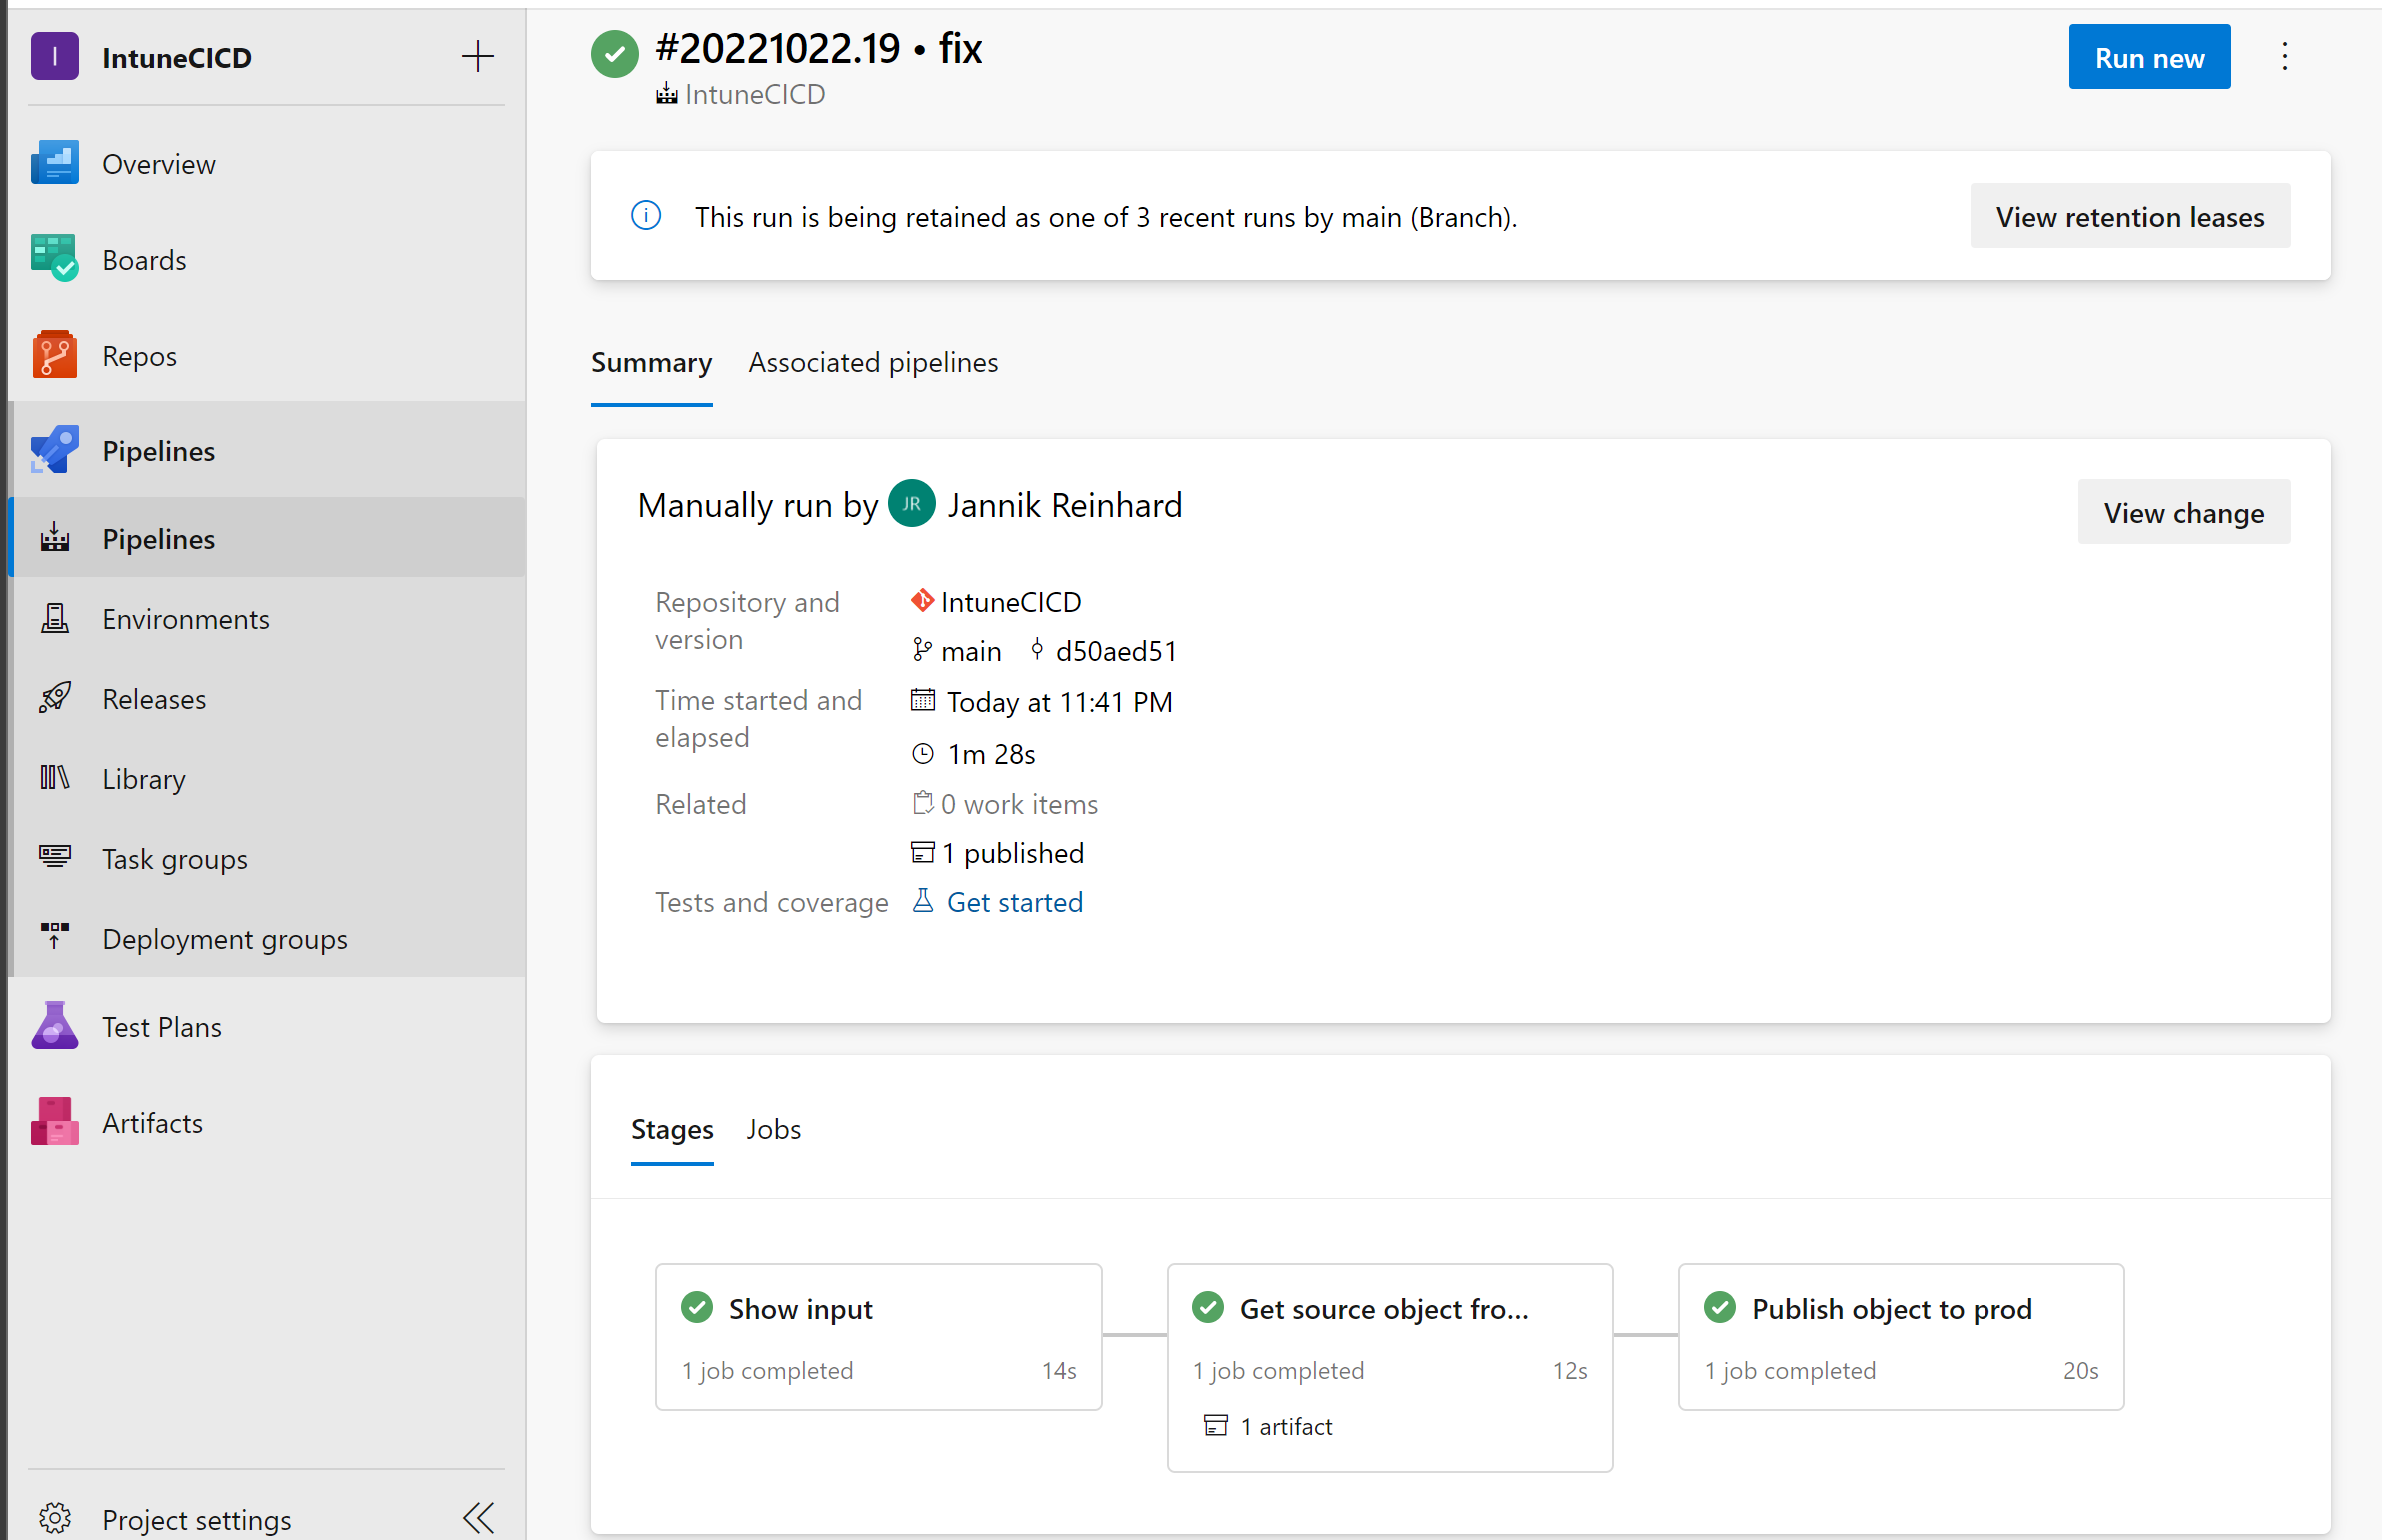 I
IntuneCICD
Overview
Boards
Repos
Pipelines
Pipelines
Environments
Releases
Library
Task groups
Deployment groups
Test Plans
Artifacts
Project settings
#20221022.19 • fix
IntuneCICD
Run new
This run is being retained as one of 3 recent runs by main (Branch).
View retention leases
Summary Associated pipelines
Manually run by JR Jannik Reinhard
View change
Repository and
version
IntuneCICD
main d50aed51
Time started and
elapsed
Today at 11:41 PM
1m 28s
Related
0 work items
1 published
Tests and coverage
Get started
Stages Jobs
Show input
1 job completed 14s
Get source object fro...
1 job completed 12s
1 artifact
Publish object to prod
1 job completed 20s